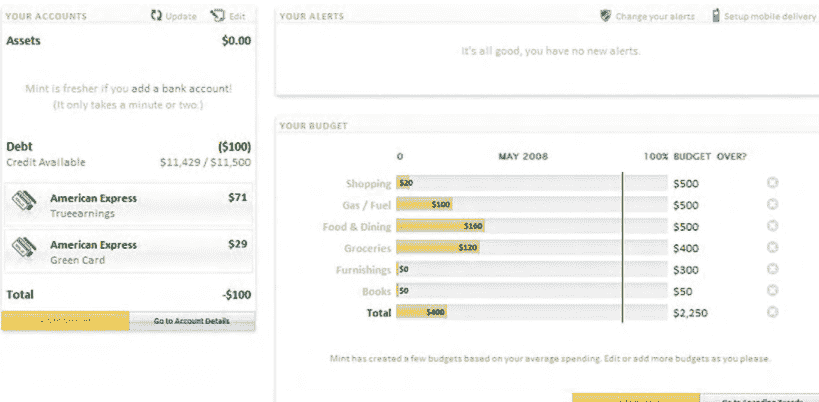 YOUR ACCOUNTS Update Edit
Assets $0.00
Mint is fresher if you add a bank account!
(It only takes a minute or two.)
Debt ($100)
Credit Available $11,429 / $11,500
American Express $71
Trueearnings
American Express $29
Green Card
Total -$100
Go to Account Details
YOUR ALERTS Change your alerts Setup mobile delivery
It's all good, you have no new alerts.
YOUR BUDGET
0 MAY 2008 100% BUDGET OVER?
Shopping $20 $500
Gas / Fuel $100 $500
Food & Dining $160 $500
Groceries $120 $400
Furnishings $0 $300
Books $0 $50
Total $400 $2,250
Mint has created a few budgets based on your average spending. Edit or add more budgets as you please.
Go to Spending Trends